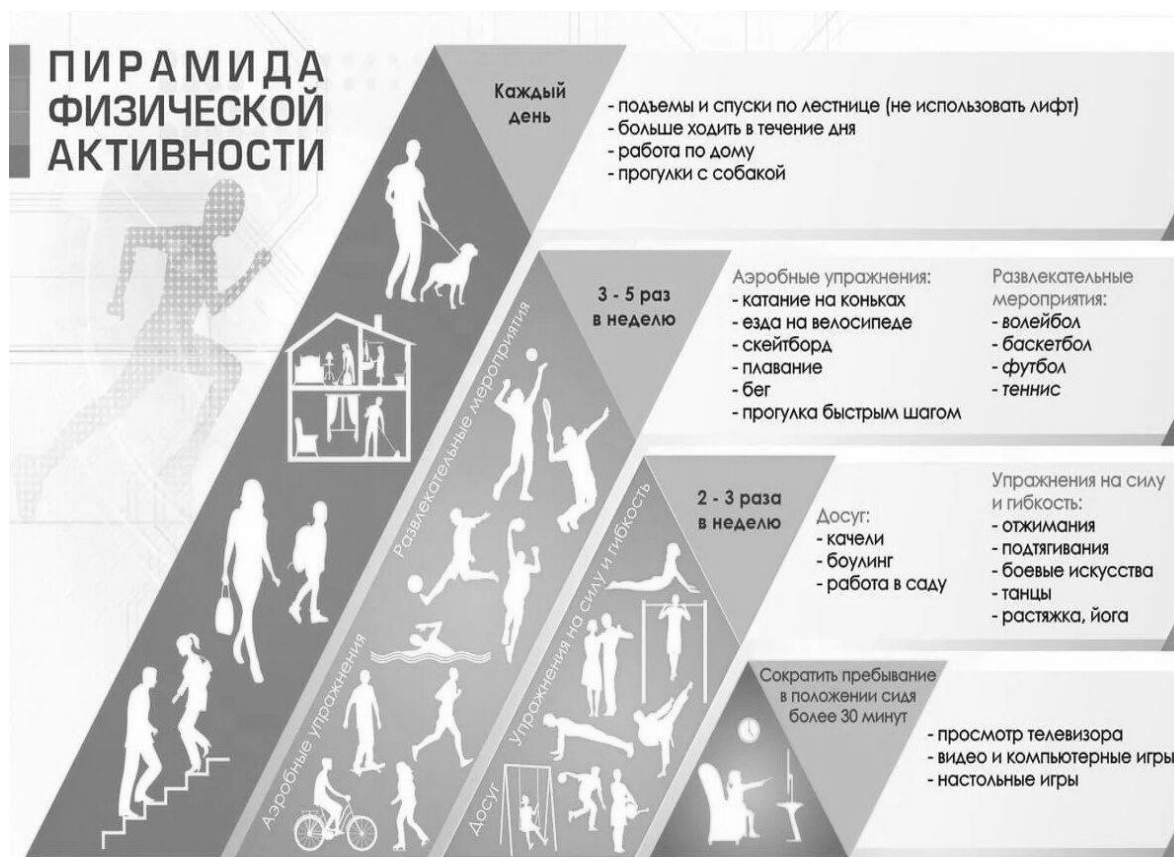 ПИРАМИДА
ФИЗИЧЕСКОЙ
АКТИВНОСТИ
Каждый
день
- подъемы и спуски по лестнице (не использовать лифт)
- больше ходить в течение дня
- работа по дому
- прогулки с собакой
3 - 5 раз
в неделю
Аэробные упражнения:
- катание на коньках
- езда на велосипеде
- скейтборд
- плавание
- бег
- прогулка быстрым шагом
Развлекательные
мероприятия:
- волейбол
- баскетбол
- футбол
- теннис
Аэробные упражнения
Развлекательные мероприятия
2 - 3 раза
в неделю
Досуг:
- качели
- боулинг
- работа в саду
Упражнения на силу
и гибкость:
- отжимания
- подтягивания
- боевые искусства
- танцы
- растяжка, йога
Досуг
Упражнения на силу и гибкость
Сократить пребывание
в положении сидя
более 30 минут
- просмотр телевизора
- видео и компьютерные игры
- настольные игры